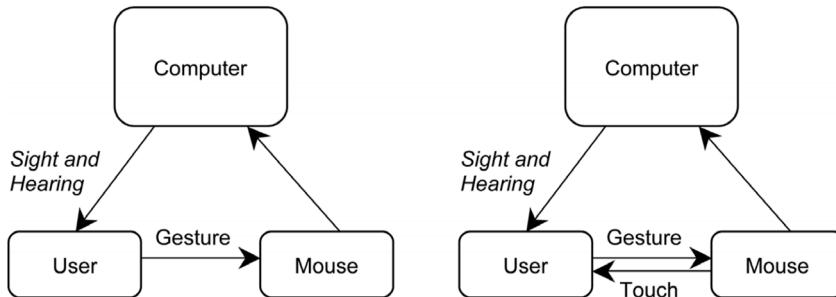 Computer
Sight and
Hearing
Gesture
User
Mouse
Computer
Sight and
Hearing
Gesture
User
Mouse
Touch